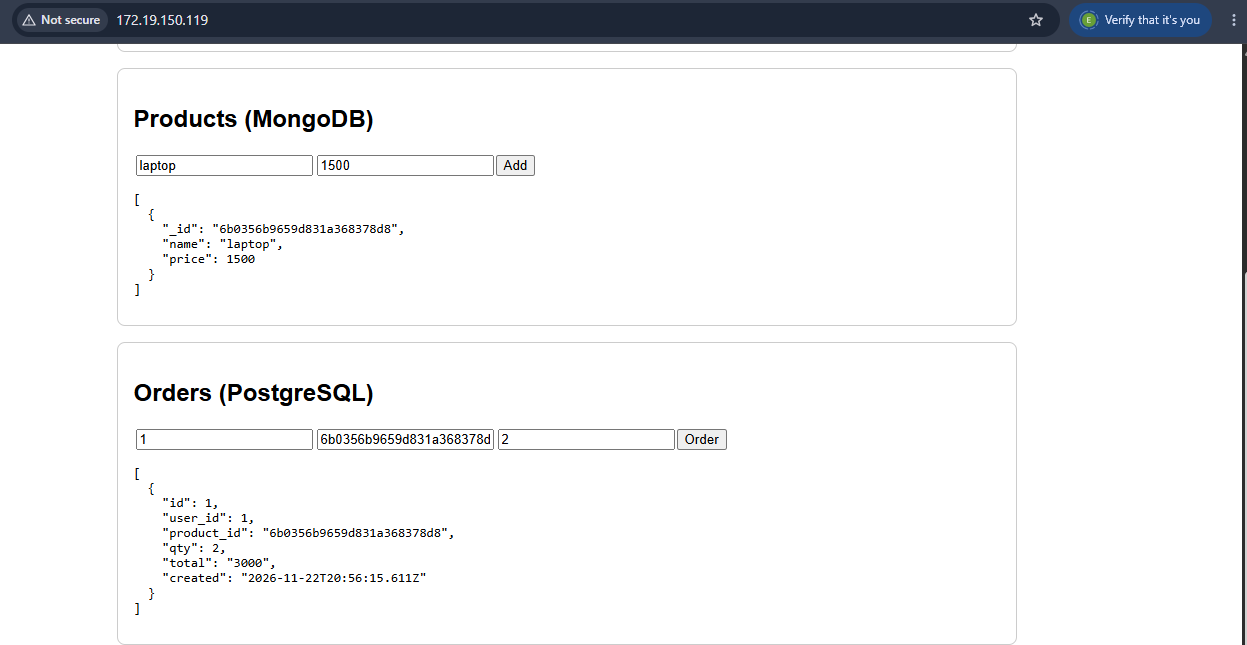 Not secure 172.19.150.119 E Verify that it's you
Products (MongoDB)
laptop 1500 Add
[
  {
    "_id": "6b0356b9659d831a368378d8",
    "name": "laptop",
    "price": 1500
  }
]
Orders (PostgreSQL)
1 6b0356b9659d831a368378d 2 Order
[
  {
    "id": 1,
    "user_id": 1,
    "product_id": "6b0356b9659d831a368378d8",
    "qty": 2,
    "total": "3000",
    "created": "2026-11-22T20:56:15.611Z"
  }
]